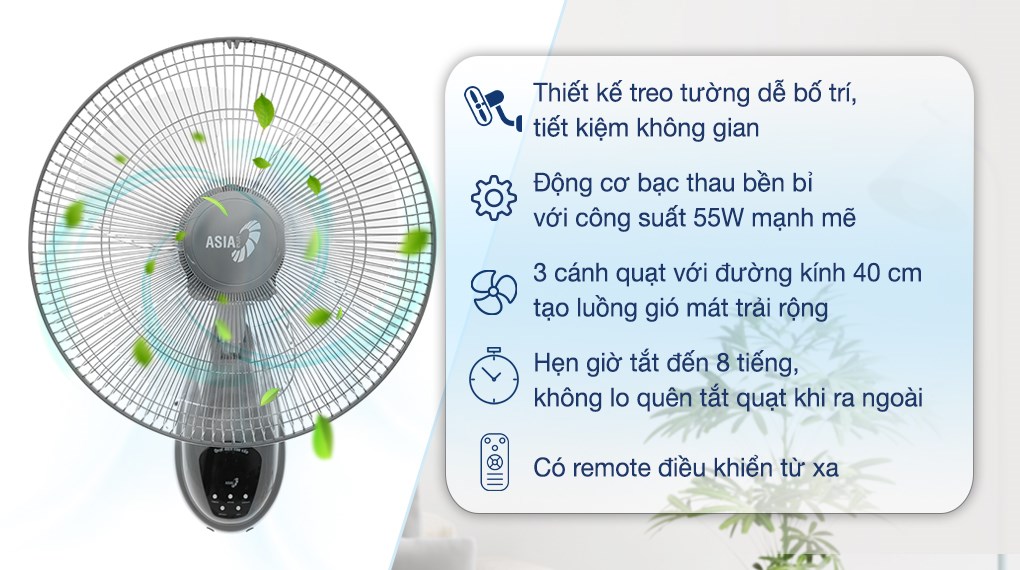 ASIA
Thiết kế treo tường dễ bố trí,
tiết kiệm không gian
Động cơ bạc thau bền bỉ
với công suất 55W mạnh mẽ
3 cánh quạt với đường kính 40 cm
tạo luồng gió mát trải rộng
Hẹn giờ tắt đến 8 tiếng,
không lo quên tắt quạt khi ra ngoài
Có remote điều khiển từ xa